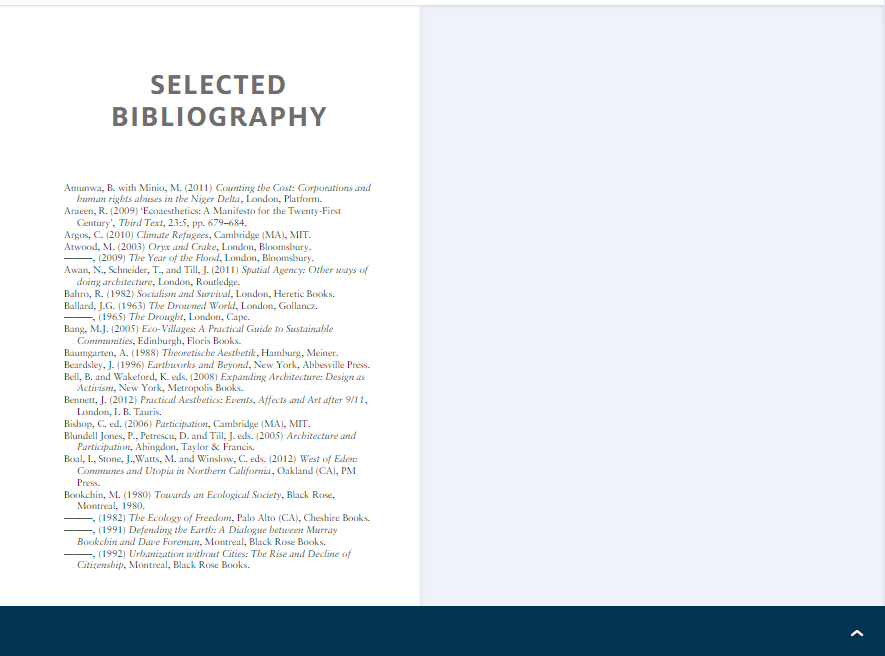 SELECTED
BIBLIOGRAPHY
Amunwa, B. with Minio, M. (2011) Counting the Cost: Corporations and
human rights abuses in the Niger Delta, London, Platform.
Araeen, R. (2009) ‘Ecoaesthetics: A Manifesto for the Twenty-First
Century’, Third Text, 23:5, pp. 679–684.
Argos, C. (2010) Climate Refugees, Cambridge (MA), MIT.
Atwood, M. (2003) Oryx and Crake, London, Bloomsbury.
———, (2009) The Year of the Flood, London, Bloomsbury.
Awan, N., Schneider, T., and Till, J. (2011) Spatial Agency: Other ways of
doing architecture, London, Routledge.
Bahro, R. (1982) Socialism and Survival, London, Heretic Books.
Ballard, J.G. (1963) The Drowned World, London, Gollancz.
———, (1965) The Drought, London, Cape.
Bang, M.J. (2005) Eco-Villages: A Practical Guide to Sustainable
Communities, Edinburgh, Floris Books.
Baumgarten, A. (1988) Theoretische Aesthetik, Hamburg, Meiner.
Beardsley, J. (1996) Earthworks and Beyond, New York, Abbesville Press.
Bell, B. and Wakeford, K. eds. (2008) Expanding Architecture: Design as
Activism, New York, Metropolis Books.
Bennett, J. (2012) Practical Aesthetics: Events, Affects and Art after 9/11,
London, I. B. Tauris.
Bishop, C. ed. (2006) Participation, Cambridge (MA), MIT.
Blundell Jones, P., Petrescu, D. and Till, J. eds. (2005) Architecture and
Participation, Abingdon, Taylor & Francis.
Boal, I., Stone, J.,Watts, M. and Winslow, C. eds. (2012) West of Eden:
Communes and Utopia in Northern California, Oakland (CA), PM
Press.
Bookchin, M. (1980) Towards an Ecological Society, Black Rose,
Montreal, 1980.
———, (1982) The Ecology of Freedom, Palo Alto (CA), Cheshire Books.
———, (1991) Defending the Earth: A Dialogue between Murray
Bookchin and Dave Foreman, Montreal, Black Rose Books.
———, (1992) Urbanization without Cities: The Rise and Decline of
Citizenship, Montreal, Black Rose Books.